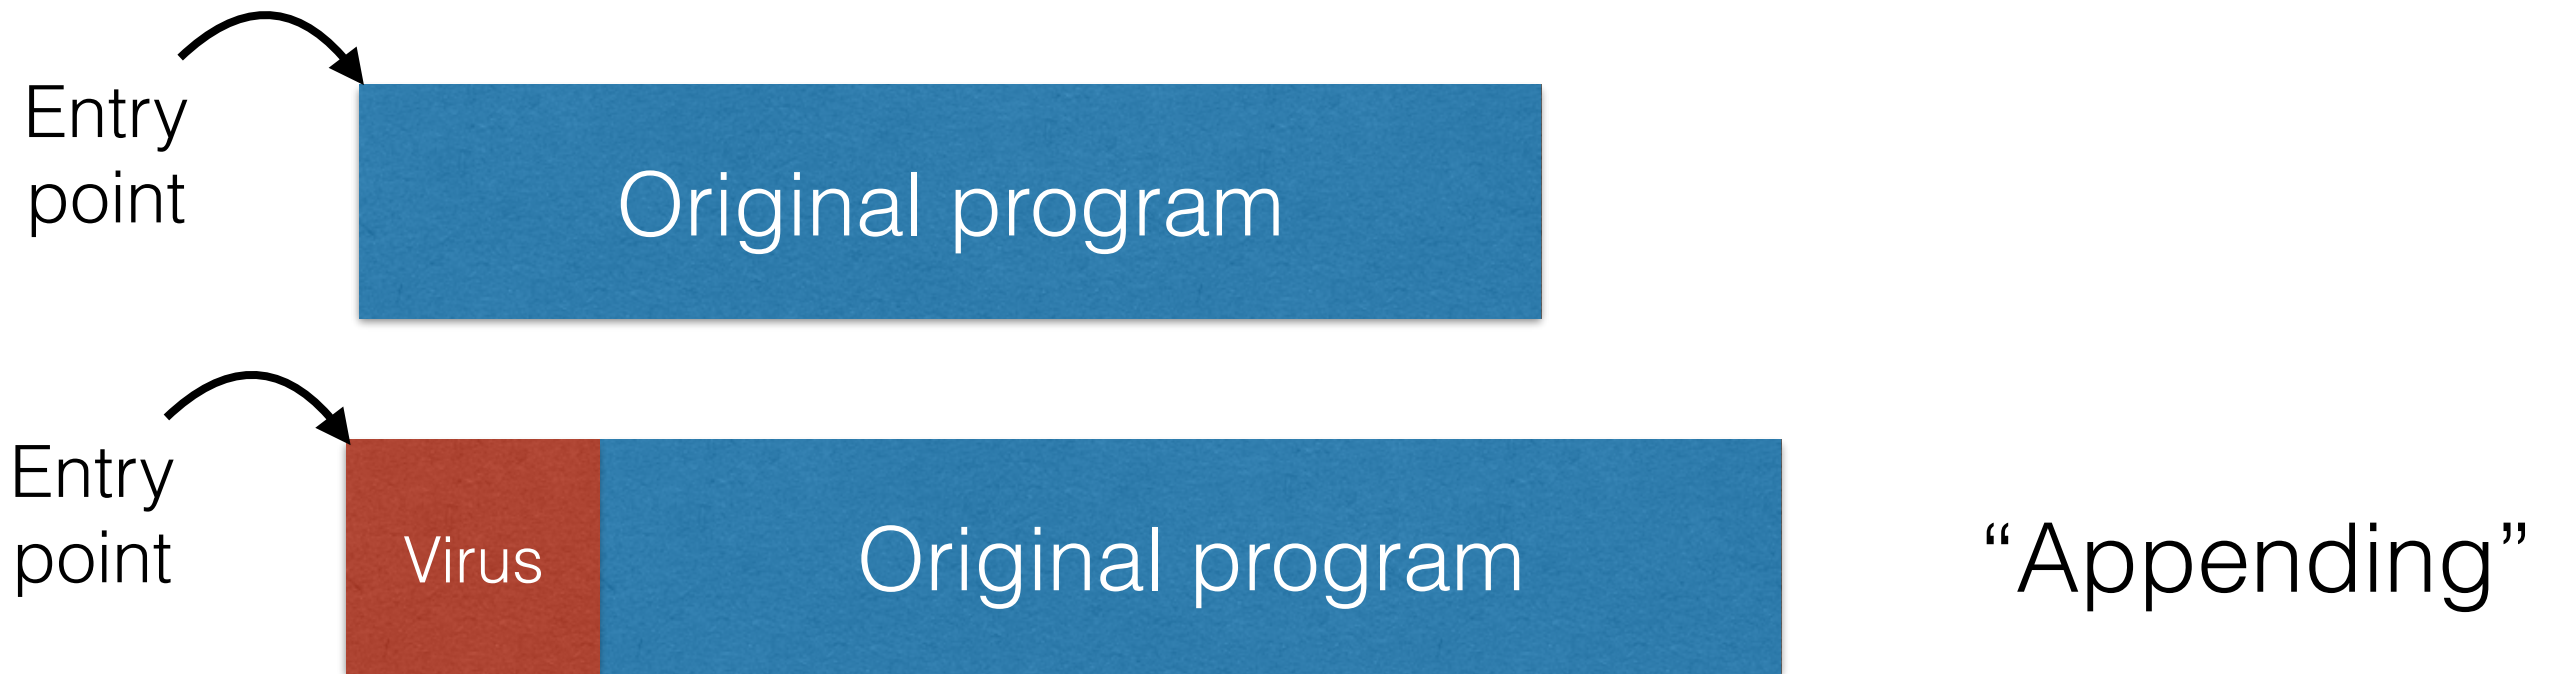 Entry
point
Original program
Entry
point
Virus
Original program
“Appending”